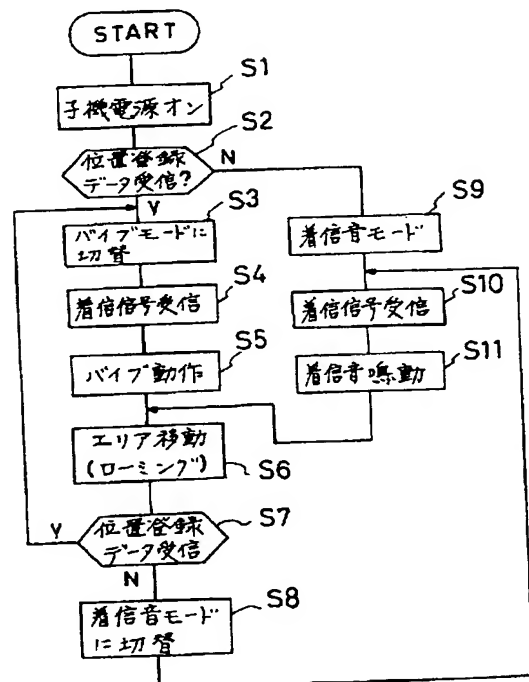 START
S1
子機電源オン
S2
位置登録
データ受信?
N
Y
S3
バイブモードに
切替
S9
着信音モード
S4
着信信号受信
S10
着信信号受信
S5
バイブ動作
S11
着信音鳴動
エリア移動
(ローミング)
S6
S7
位置登録
データ受信
Y
N
S8
着信音モード
に切替